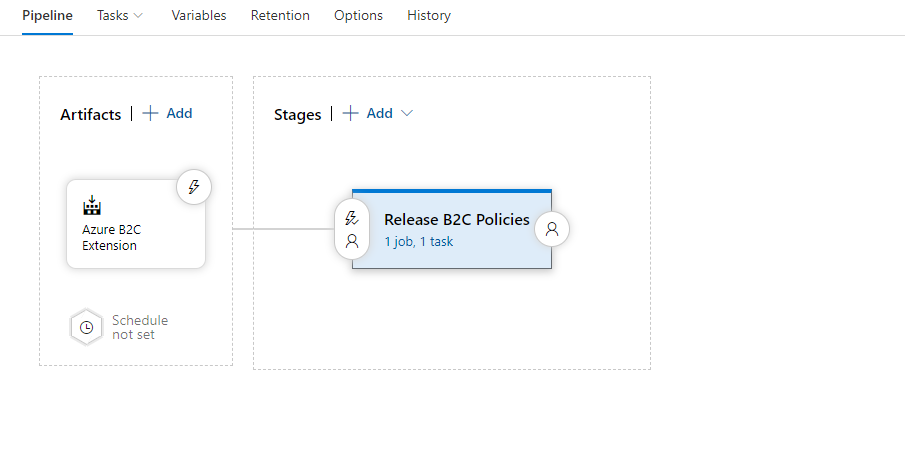 Pipeline Tasks Variables Retention Options History
Artifacts | + Add
Stages | + Add
Azure B2C
Extension
Release B2C Policies
1 job, 1 task
Schedule
not set